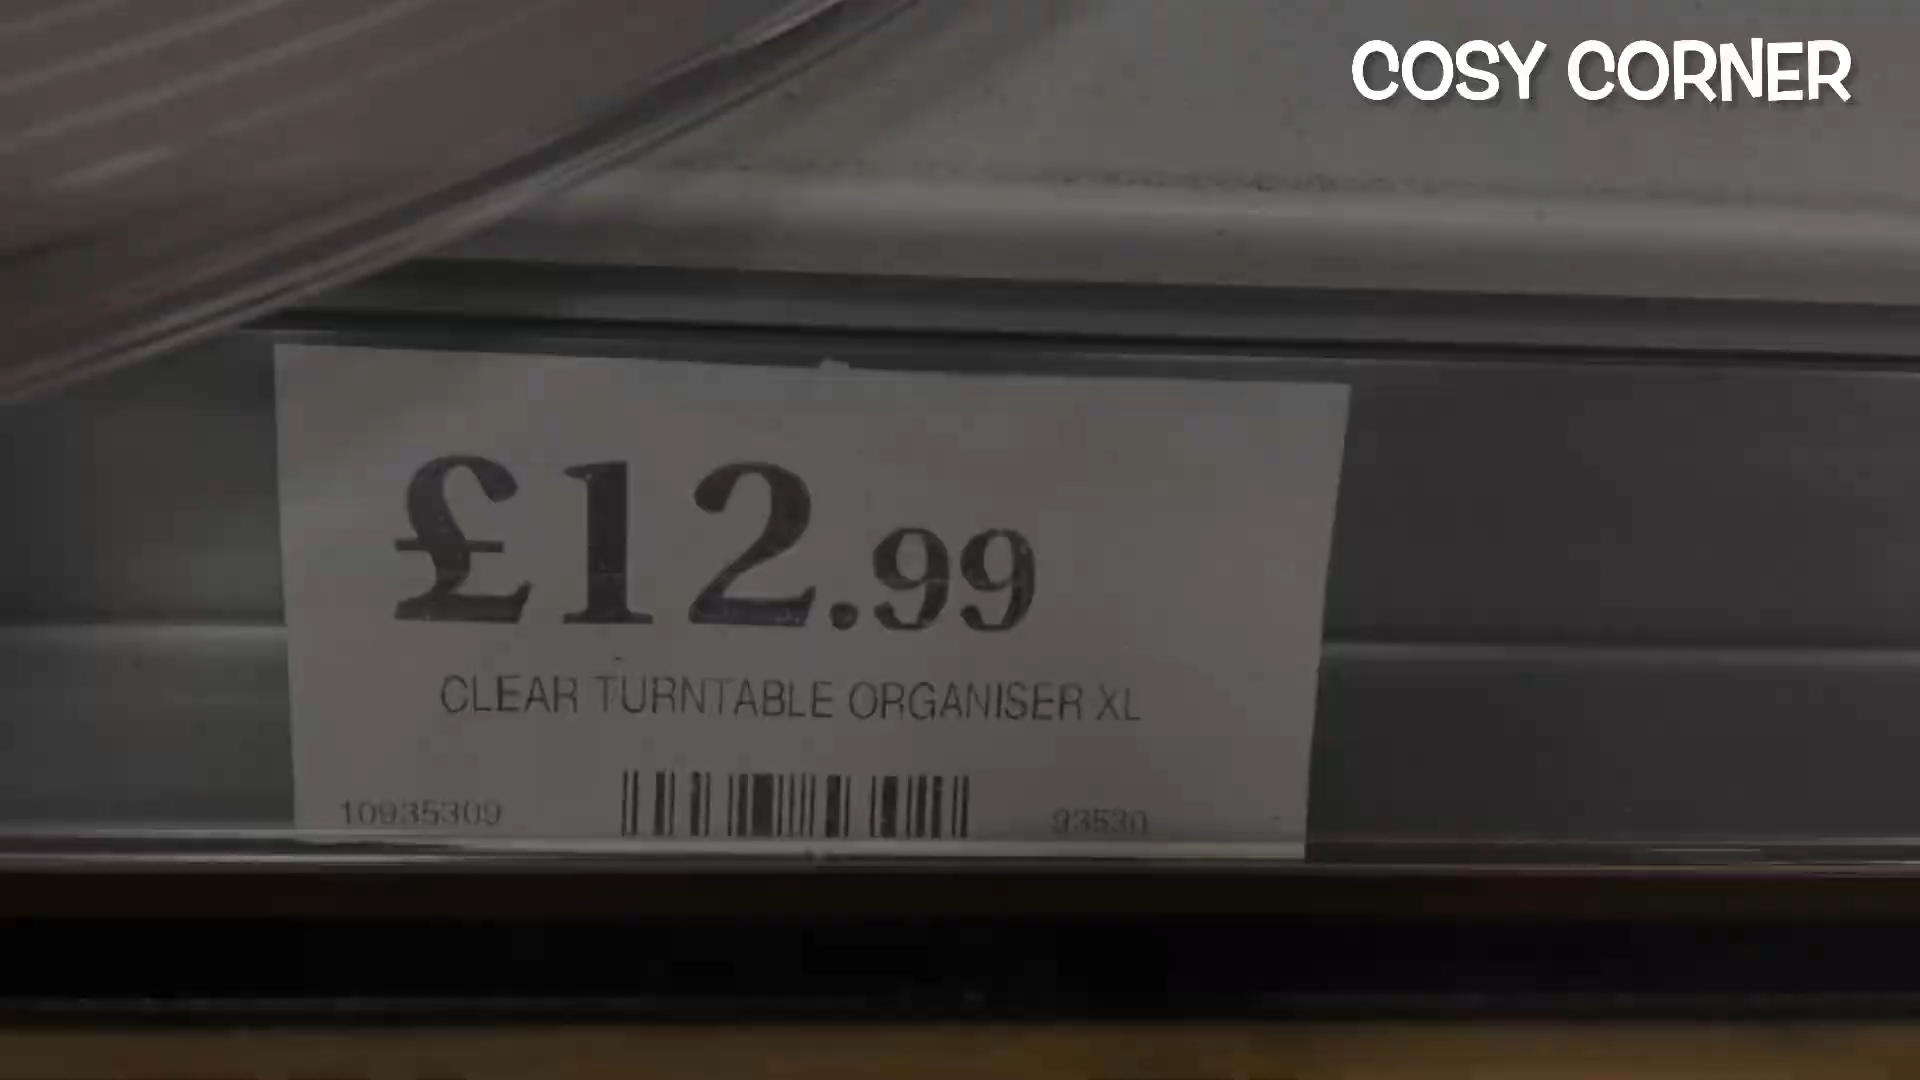 COSY CORNER
£12.99
CLEAR TURNTABLE ORGANISER XL
10935309 93530